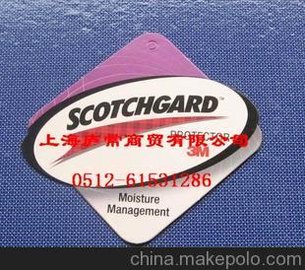 SCOTCHGARD™
PROTECTOR
上海庐帛商贸有限公司
3M
0512-61531286
Moisture
Management
china.makepolo.com